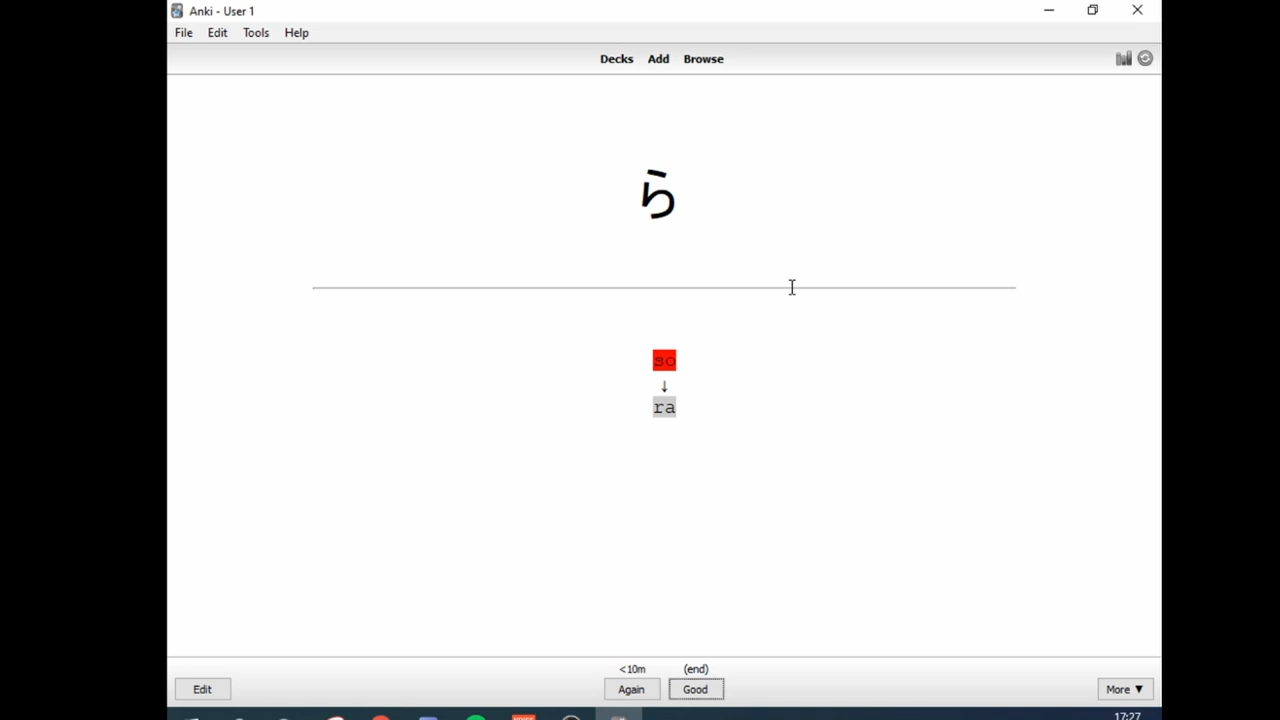 Anki - User 1
File Edit Tools Help
Decks Add Browse
ら
so
↓
ra
<10m (end)
Edit Again Good More ▼
17:27